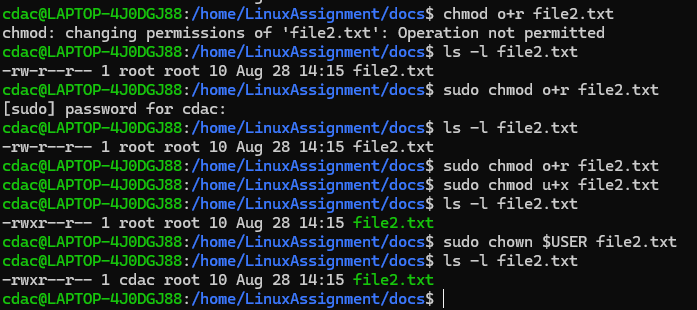 cdac@LAPTOP-4J0DGJ88:/home/LinuxAssignment/docs$ chmod o+r file2.txt
chmod: changing permissions of 'file2.txt': Operation not permitted
cdac@LAPTOP-4J0DGJ88:/home/LinuxAssignment/docs$ ls -l file2.txt
-rw-r--r-- 1 root root 10 Aug 28 14:15 file2.txt
cdac@LAPTOP-4J0DGJ88:/home/LinuxAssignment/docs$ sudo chmod o+r file2.txt
[sudo] password for cdac:
cdac@LAPTOP-4J0DGJ88:/home/LinuxAssignment/docs$ ls -l file2.txt
-rw-r--r-- 1 root root 10 Aug 28 14:15 file2.txt
cdac@LAPTOP-4J0DGJ88:/home/LinuxAssignment/docs$ sudo chmod o+r file2.txt
cdac@LAPTOP-4J0DGJ88:/home/LinuxAssignment/docs$ sudo chmod u+x file2.txt
cdac@LAPTOP-4J0DGJ88:/home/LinuxAssignment/docs$ ls -l file2.txt
-rwxr--r-- 1 root root 10 Aug 28 14:15 file2.txt
cdac@LAPTOP-4J0DGJ88:/home/LinuxAssignment/docs$ sudo chown $USER file2.txt
cdac@LAPTOP-4J0DGJ88:/home/LinuxAssignment/docs$ ls -l file2.txt
-rwxr--r-- 1 cdac root 10 Aug 28 14:15 file2.txt
cdac@LAPTOP-4J0DGJ88:/home/LinuxAssignment/docs$